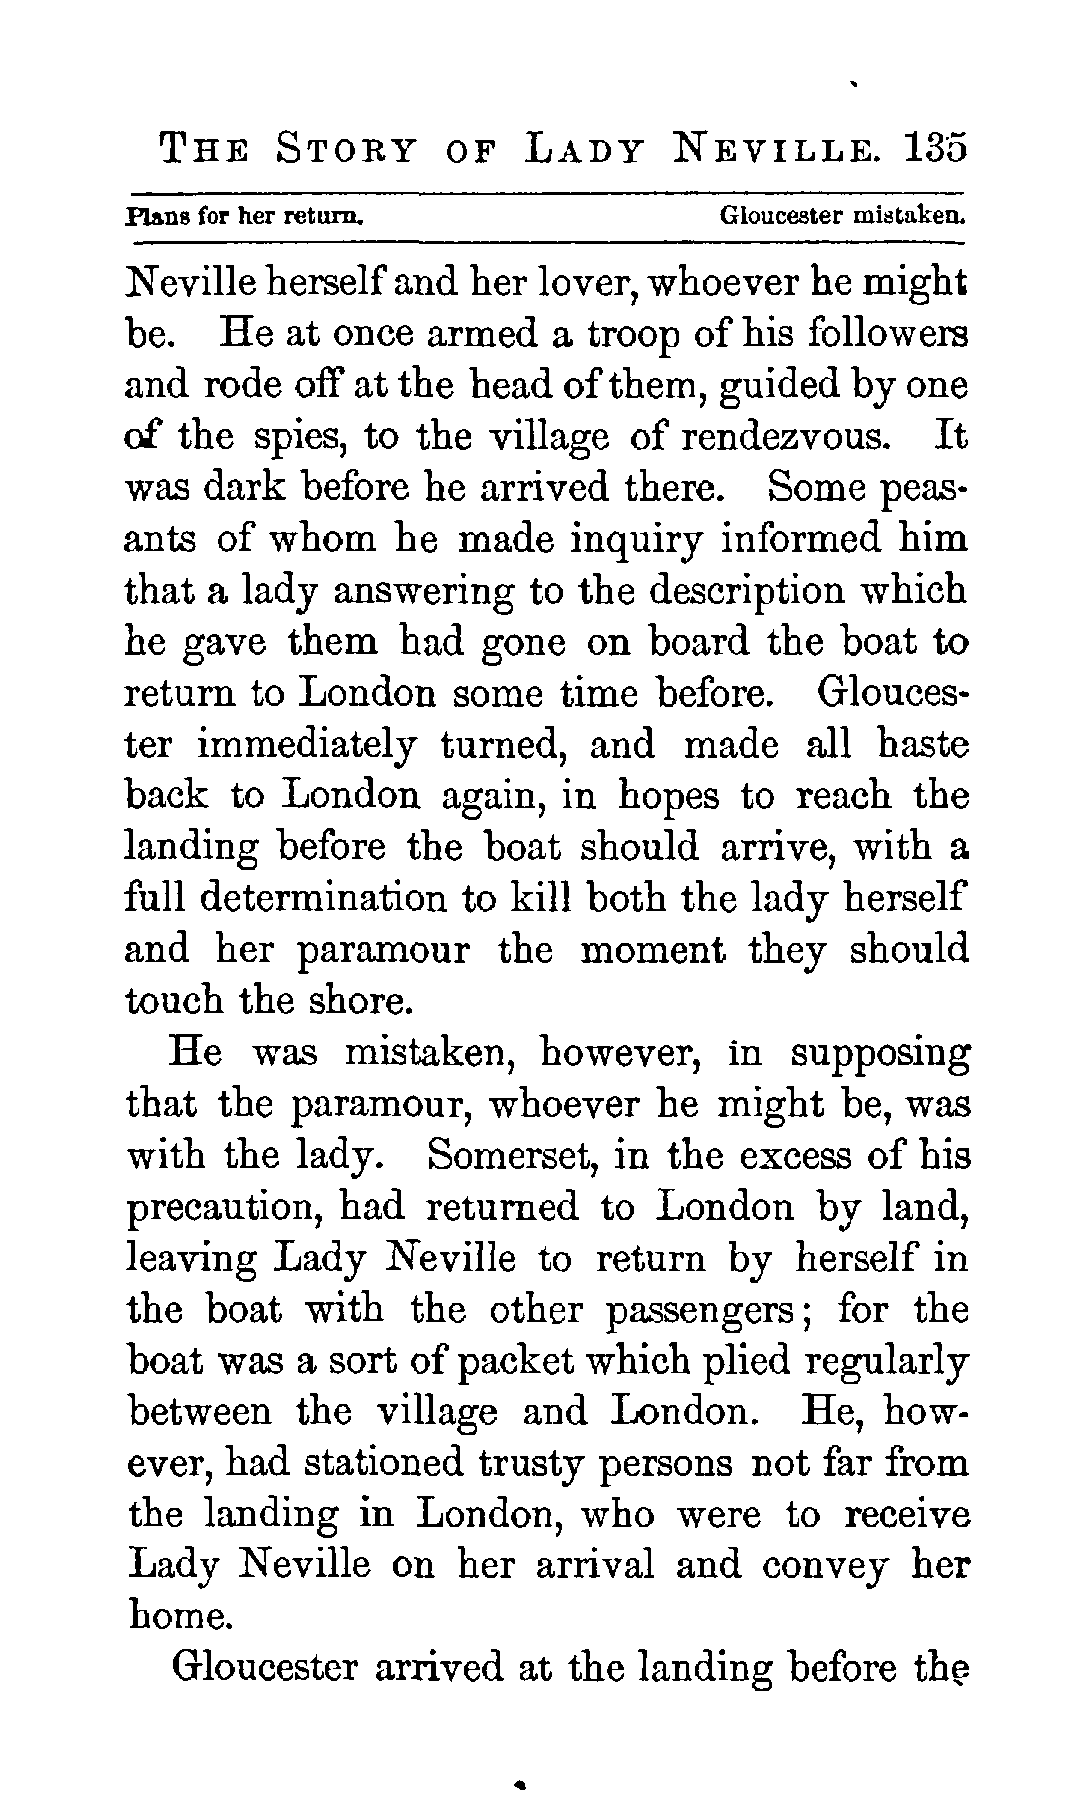 THE STORY OF LADY NEVILLE. 135
Plans for her return. Gloucester mistaken.
Neville herself and her lover, whoever he might
be. He at once armed a troop of his followers
and rode off at the head of them, guided by one
of the spies, to the village of rendezvous. It
was dark before he arrived there. Some peas-
ants of whom he made inquiry informed him
that a lady answering to the description which
he gave them had gone on board the boat to
return to London some time before. Glouces-
ter immediately turned, and made all haste
back to London again, in hopes to reach the
landing before the boat should arrive, with a
full determination to kill both the lady herself
and her paramour the moment they should
touch the shore.
He was mistaken, however, in supposing
that the paramour, whoever he might be, was
with the lady. Somerset, in the excess of his
precaution, had returned to London by land,
leaving Lady Neville to return by herself in
the boat with the other passengers; for the
boat was a sort of packet which plied regularly
between the village and London. He, how-
ever, had stationed trusty persons not far from
the landing in London, who were to receive
Lady Neville on her arrival and convey her
home.
Gloucester arrived at the landing before the